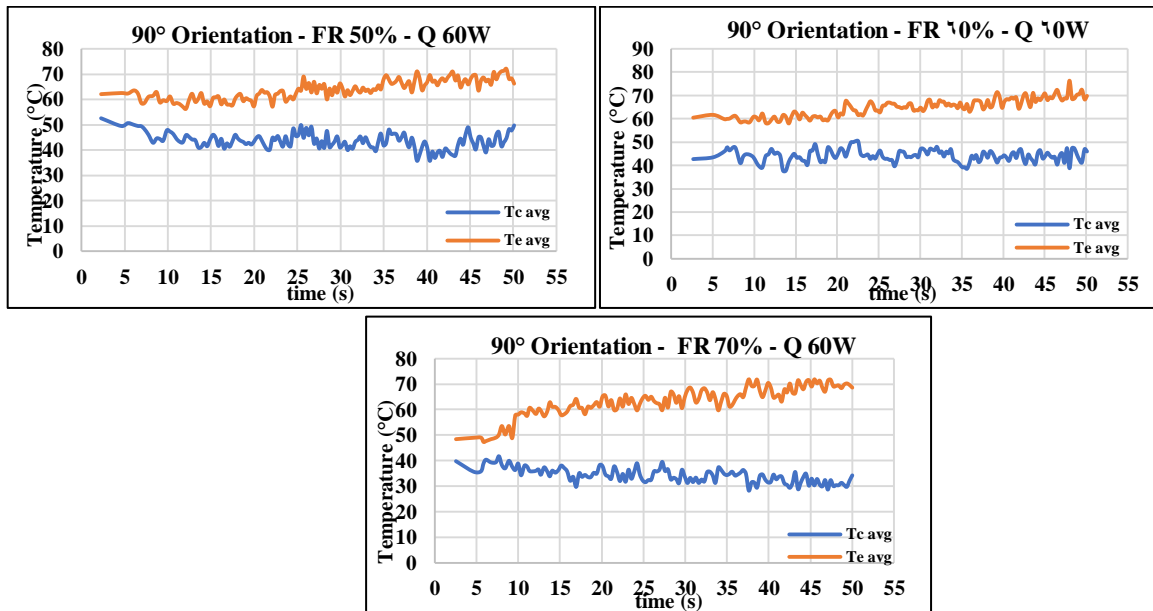 90° Orientation - FR 50% - Q 60W
Temperature (°C)
80
70
60
50
40
30
20
10
0
Tc avg
Te avg
0 5 10 15 20 25 30 35 40 45 50 55
time (s)
90° Orientation - FR ٦0% - Q ٦0W
Temperature (°C)
90
80
70
60
50
40
30
20
10
0
Tc avg
Te avg
0 5 10 15 20 25 30 35 40 45 50 55
time (s)
90° Orientation - FR 70% - Q 60W
Temperature (°C)
80
70
60
50
40
30
20
10
0
Tc avg
Te avg
0 5 10 15 20 25 30 35 40 45 50 55
time (s)